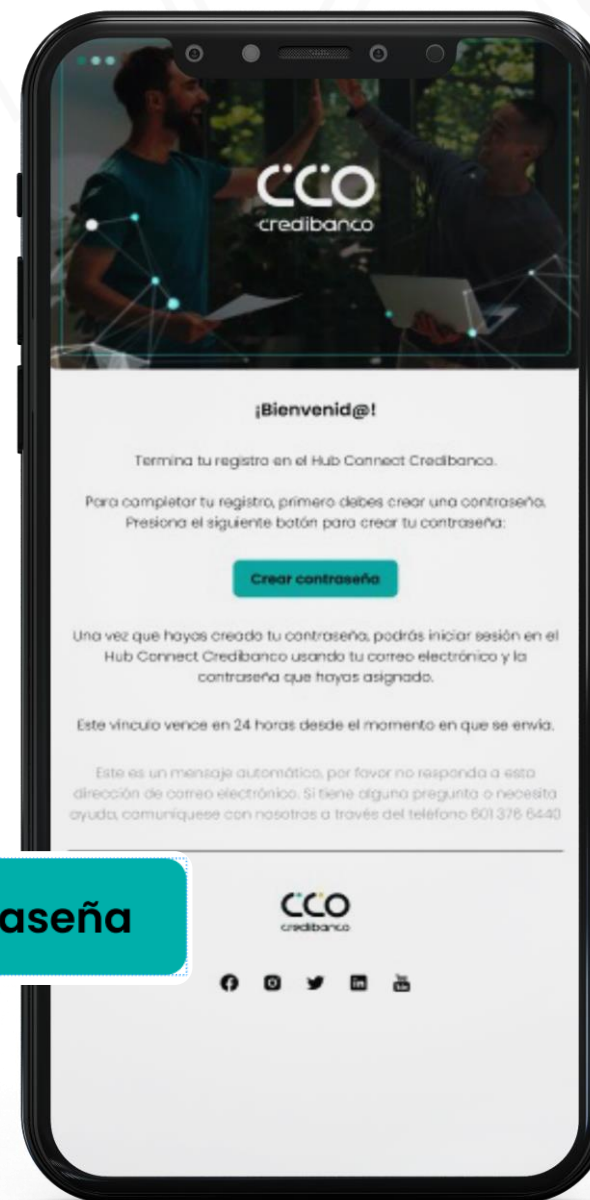 CCO
credibanco
¡Bienvenid@!
Termina tu registro en el Hub Connect Credibanco.
Para completar tu registro, primero debes crear una contraseña.
Presiona el siguiente botón para crear tu contraseña:
Crear contraseña
Una vez que hayas creado tu contraseña, podrás iniciar sesión en el
Hub Connect Credibanco usando tu correo electrónico y la
contraseña que hayas asignado.
Este vínculo vence en 24 horas desde el momento en que se envía.
Este es un mensaje automático, por favor no responda a esta
dirección de correo electrónico. Si tiene alguna pregunta o necesita
ayuda, comuníquese con nosotros a través del teléfono 601 376 6440
aseña
CCO
credibanco